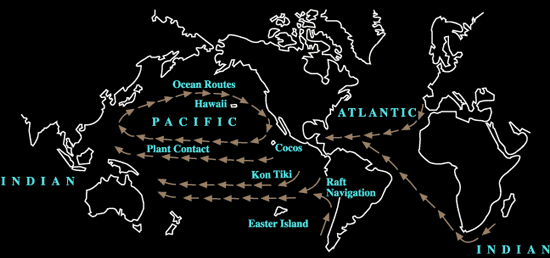 Ocean Routes
Hawaii
ATLANTIC
PACIFIC
Plant Contact
Cocos
INDIAN
Kon Tiki
Raft
Navigation
Easter Island
INDIAN